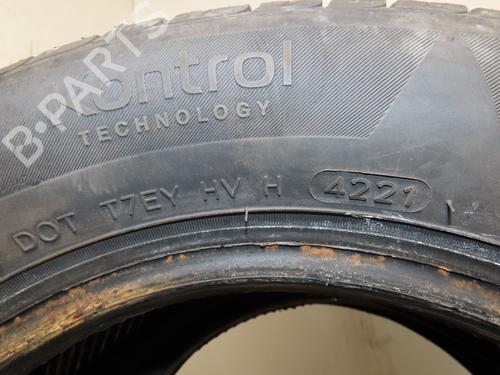 B-PARTS
Kontrol
TECHNOLOGY
DOT T7EY HV H 4221